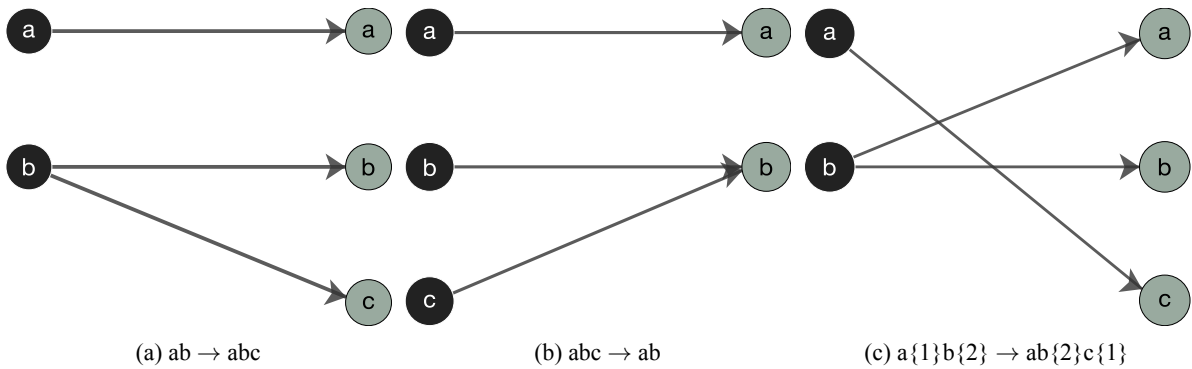 a a a a a a
b b b b b b
c c c c
(a) ab → abc (b) abc → ab (c) a{1}b{2} → ab{2}c{1}